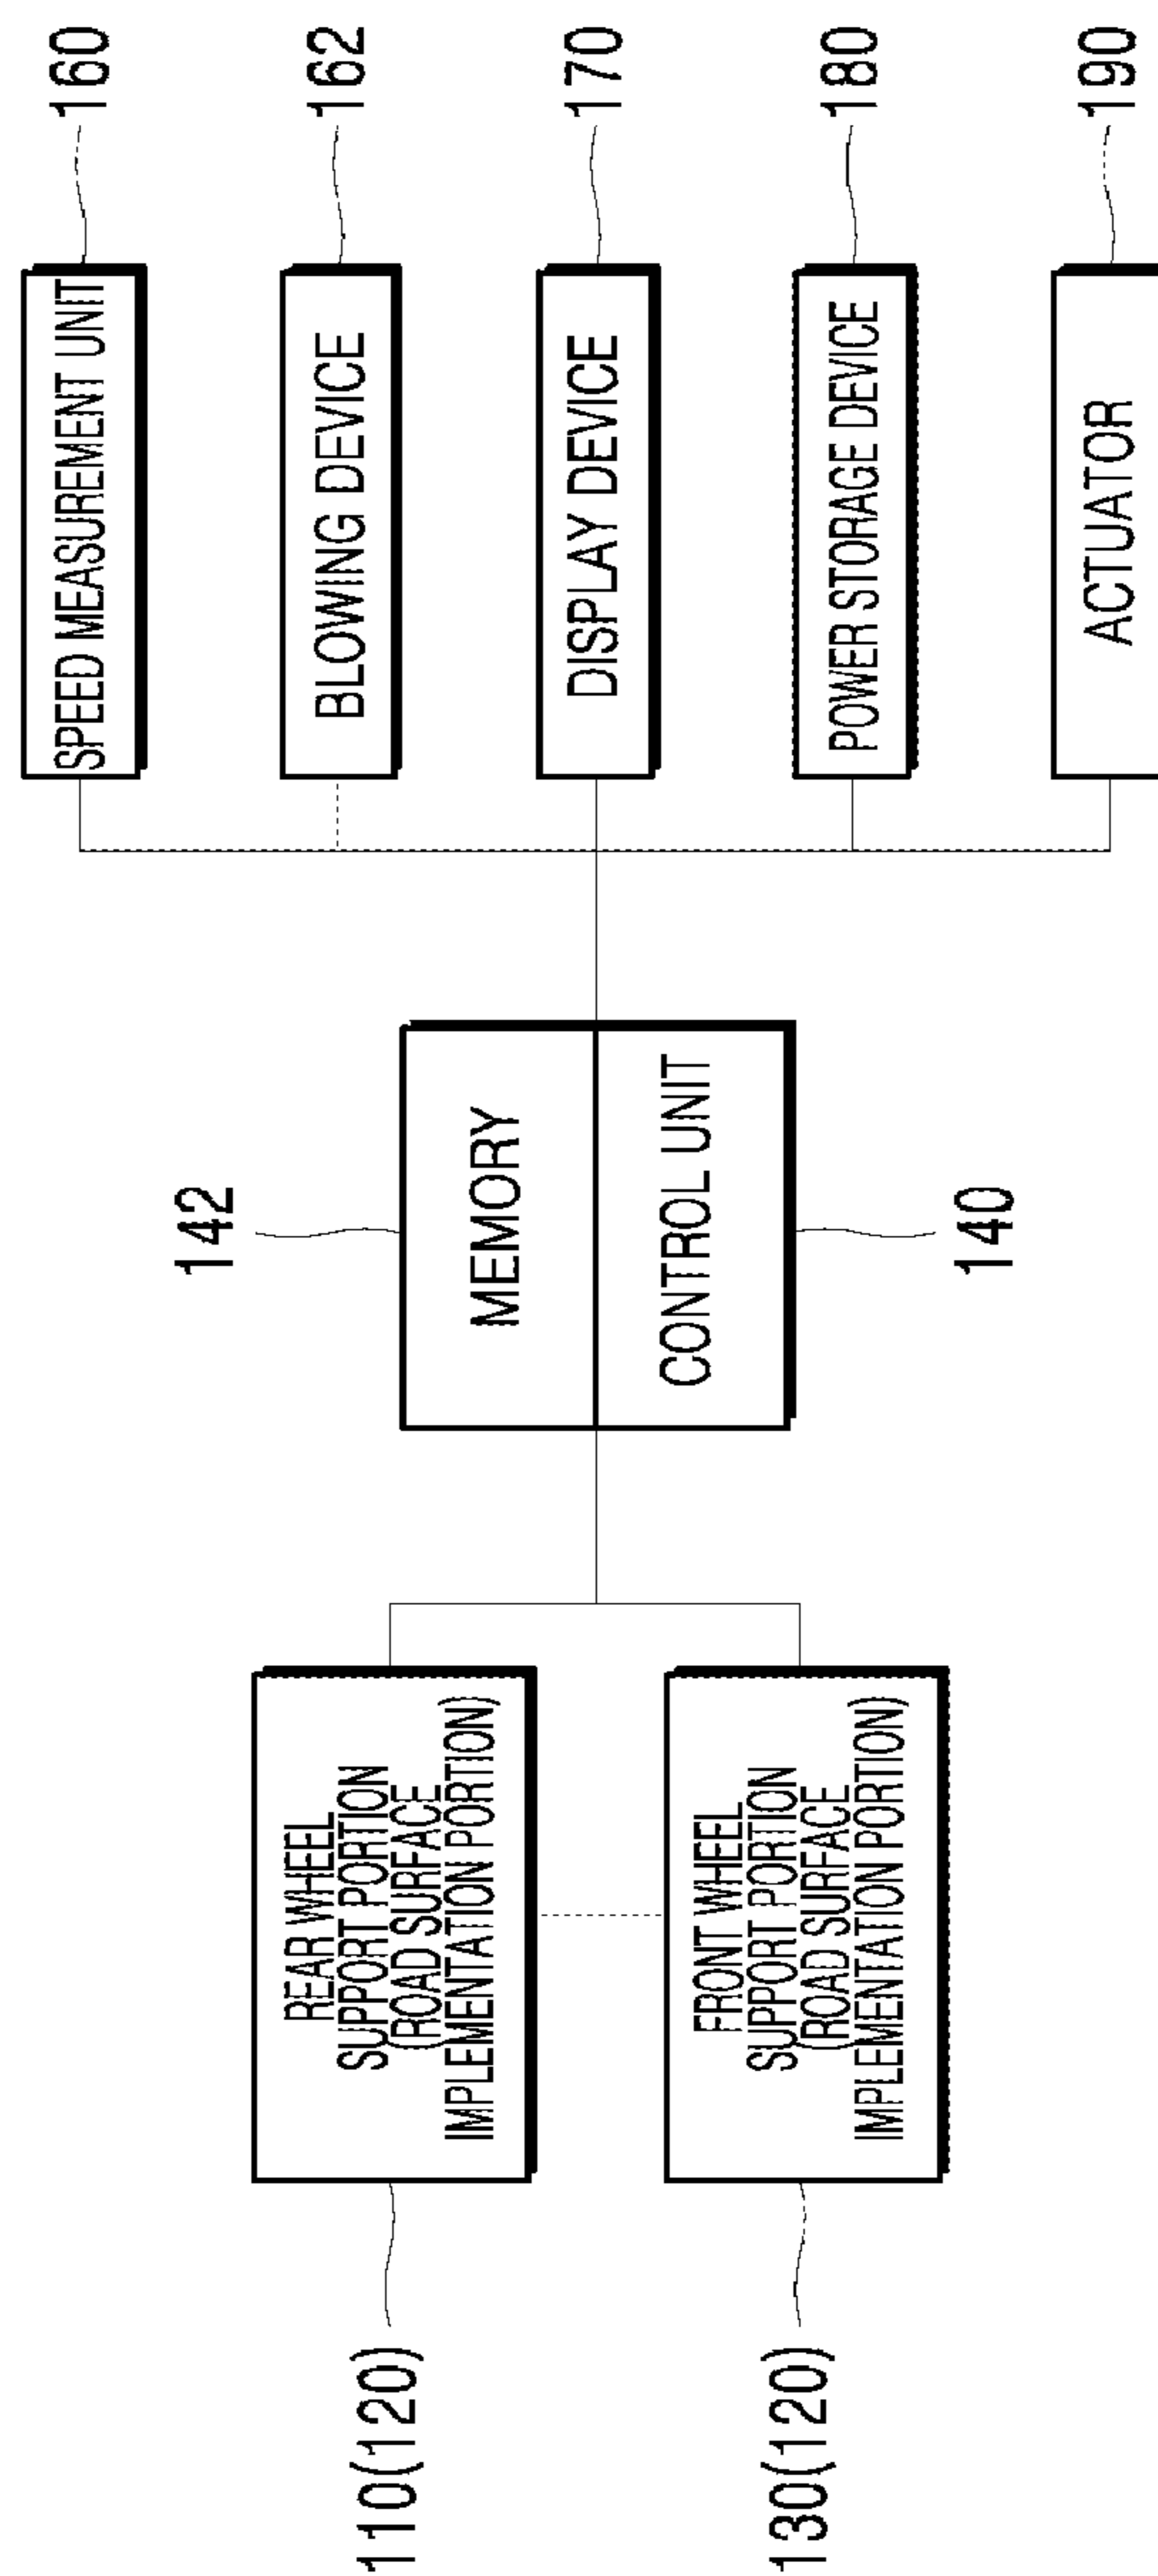 110(120)
REAR WHEEL
SUPPORT PORTION
(ROAD SURFACE
IMPLEMENTATION PORTION)
130(120)
FRONT WHEEL
SUPPORT PORTION
(ROAD SURFACE
IMPLEMENTATION PORTION)
142
MEMORY
CONTROL UNIT
140
SPEED MEASUREMENT UNIT
160
BLOWING DEVICE
162
DISPLAY DEVICE
170
POWER STORAGE DEVICE
180
ACTUATOR
190